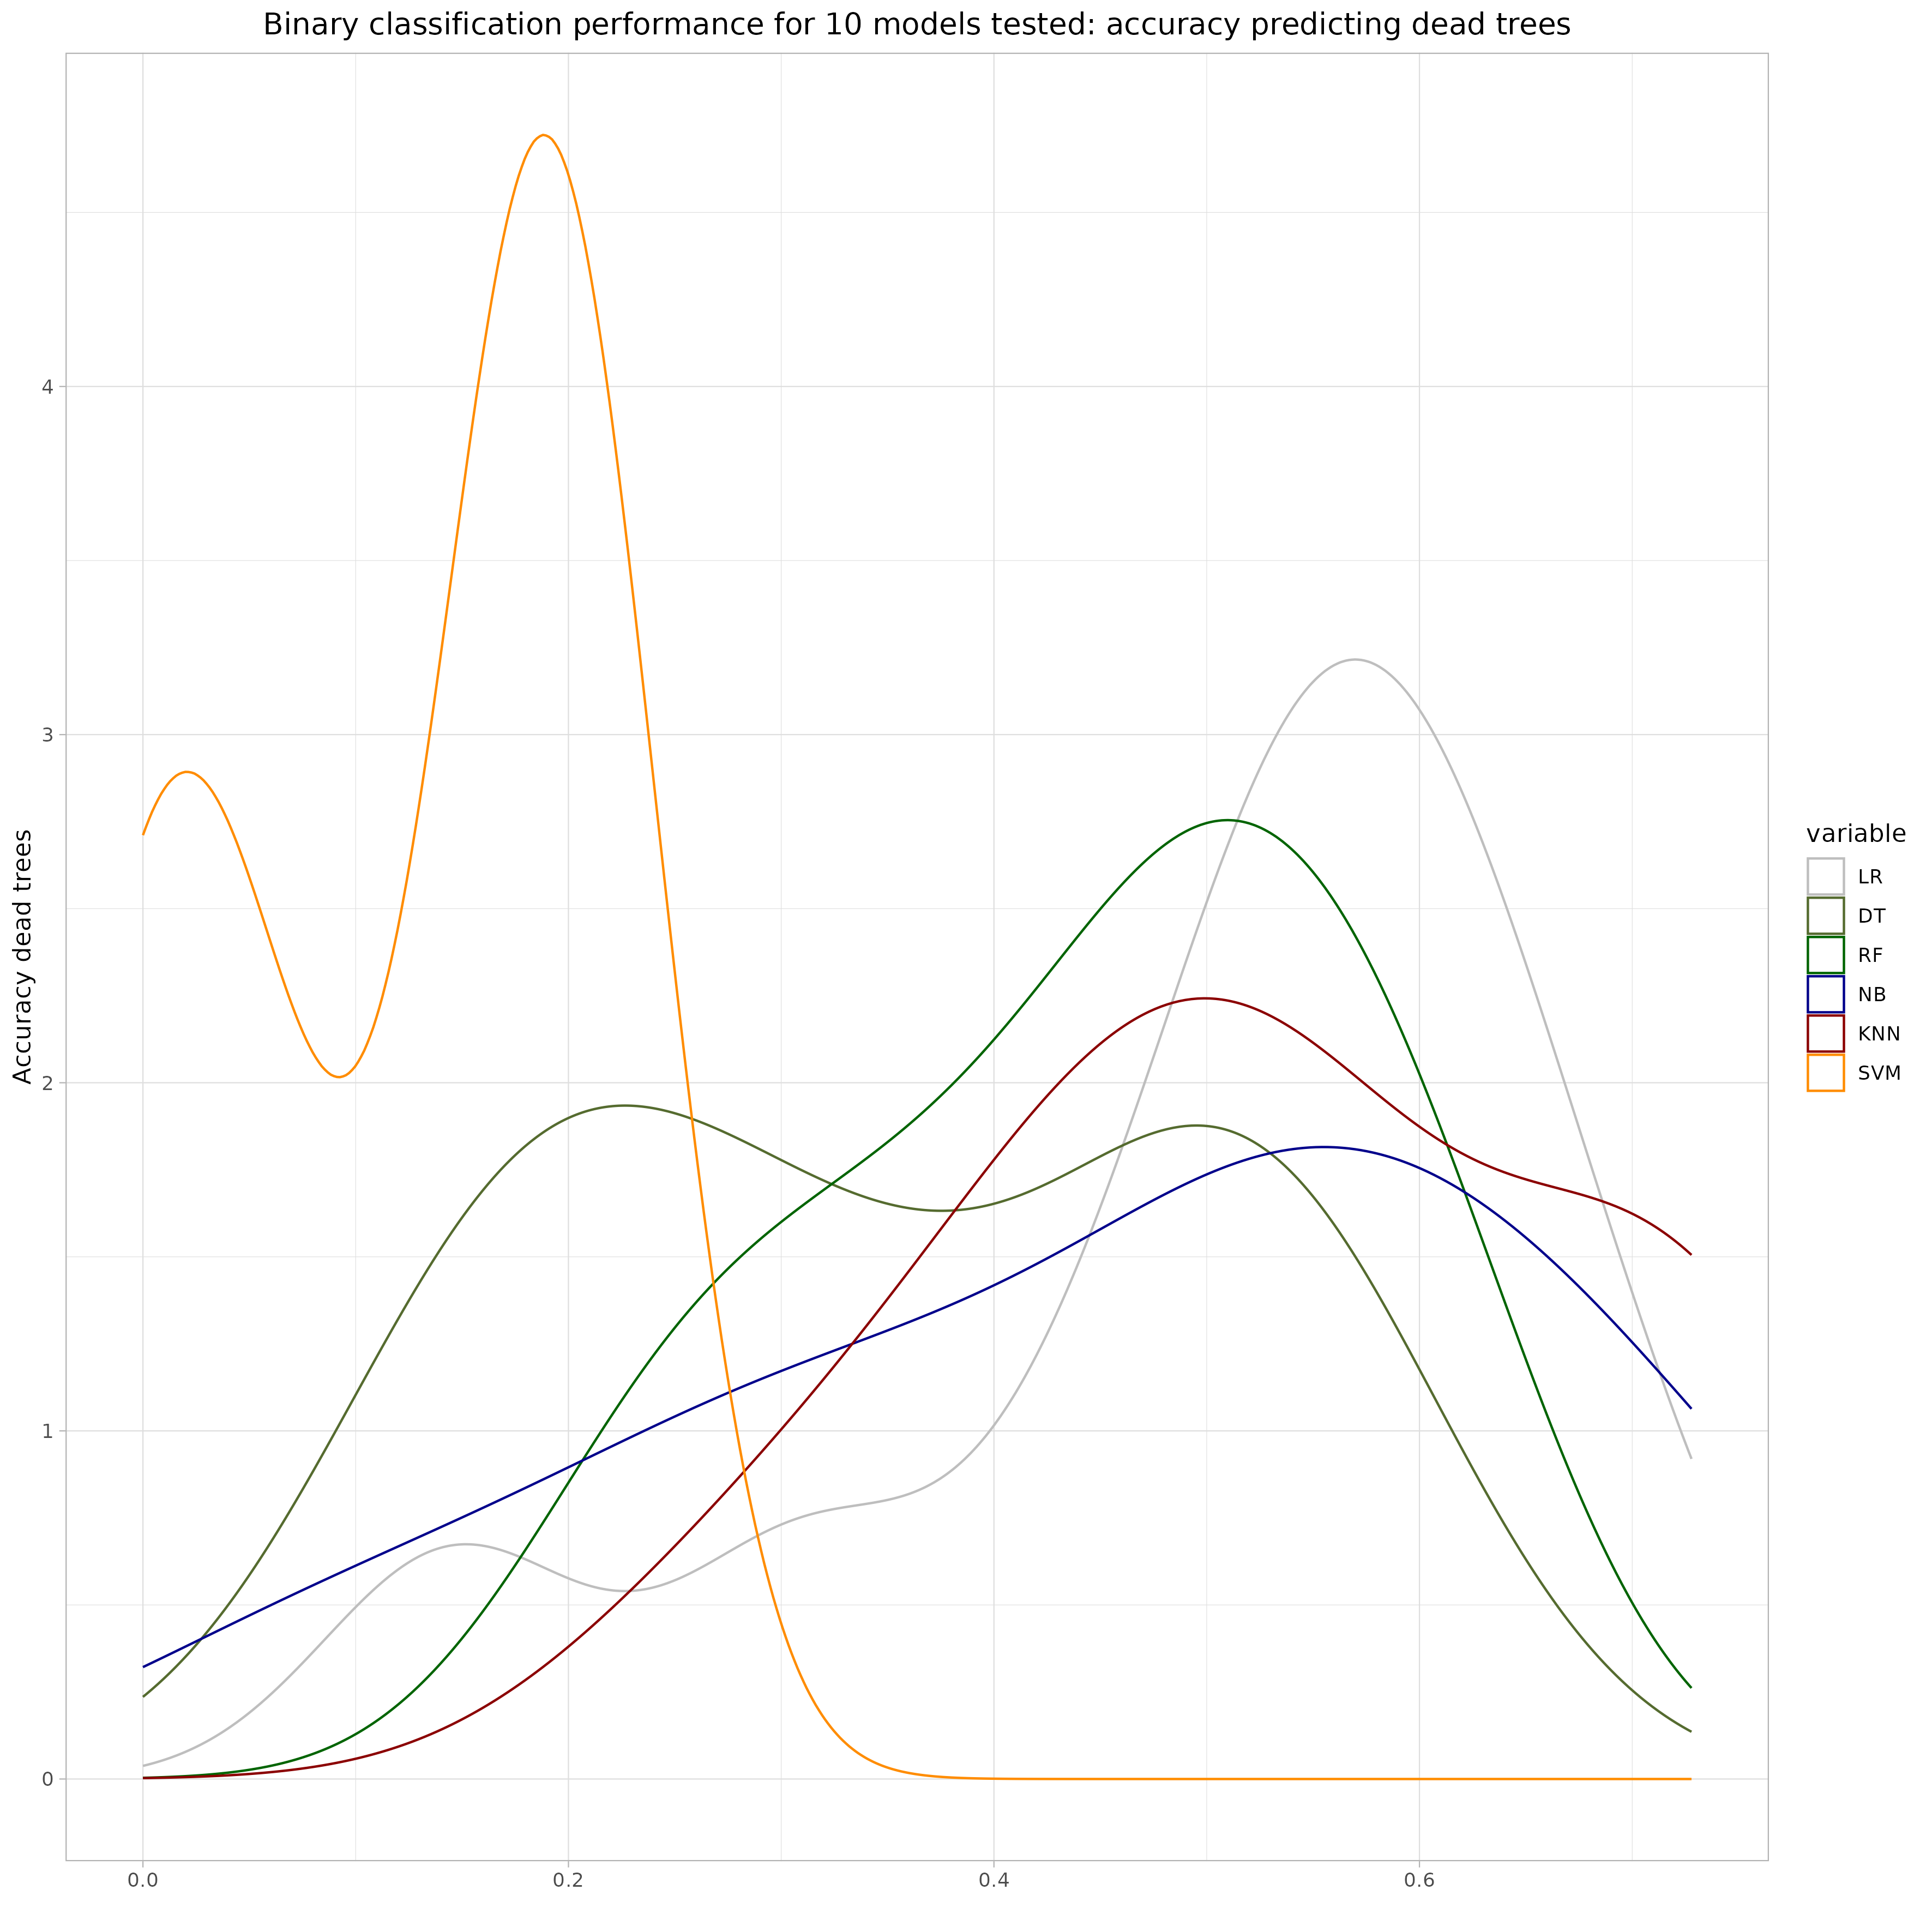 Binary classification performance for 10 models tested: accuracy predicting dead trees
Accuracy dead trees
4
3
2
1
0
0.0 0.2 0.4 0.6
variable
LR
DT
RF
NB
KNN
SVM